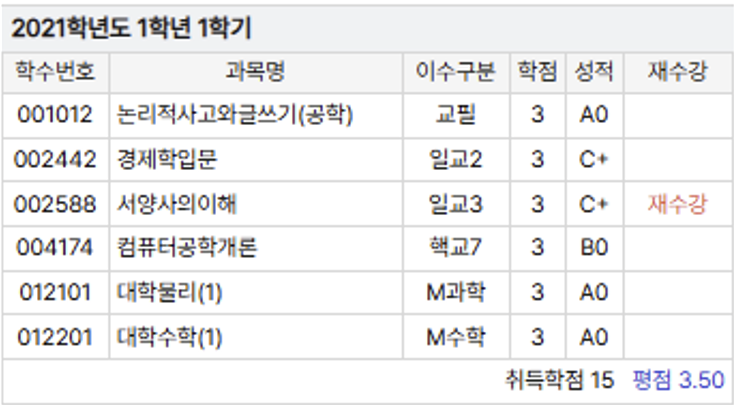 2021학년도 1학년 1학기
학수번호 과목명 이수구분 학점 성적 재수강
001012 논리적사고와글쓰기(공학) 교필 3 A0
002442 경제학입문 일교2 3 C+
002588 서양사의이해 일교3 3 C+ 재수강
004174 컴퓨터공학개론 핵교7 3 B0
012101 대학물리(1) M과학 3 A0
012201 대학수학(1) M수학 3 A0
취득학점 15 평점 3.50